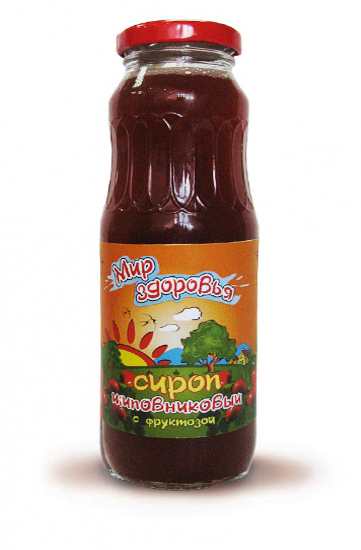 Мир
здоровья
сироп
шиповниковый
с фруктозой